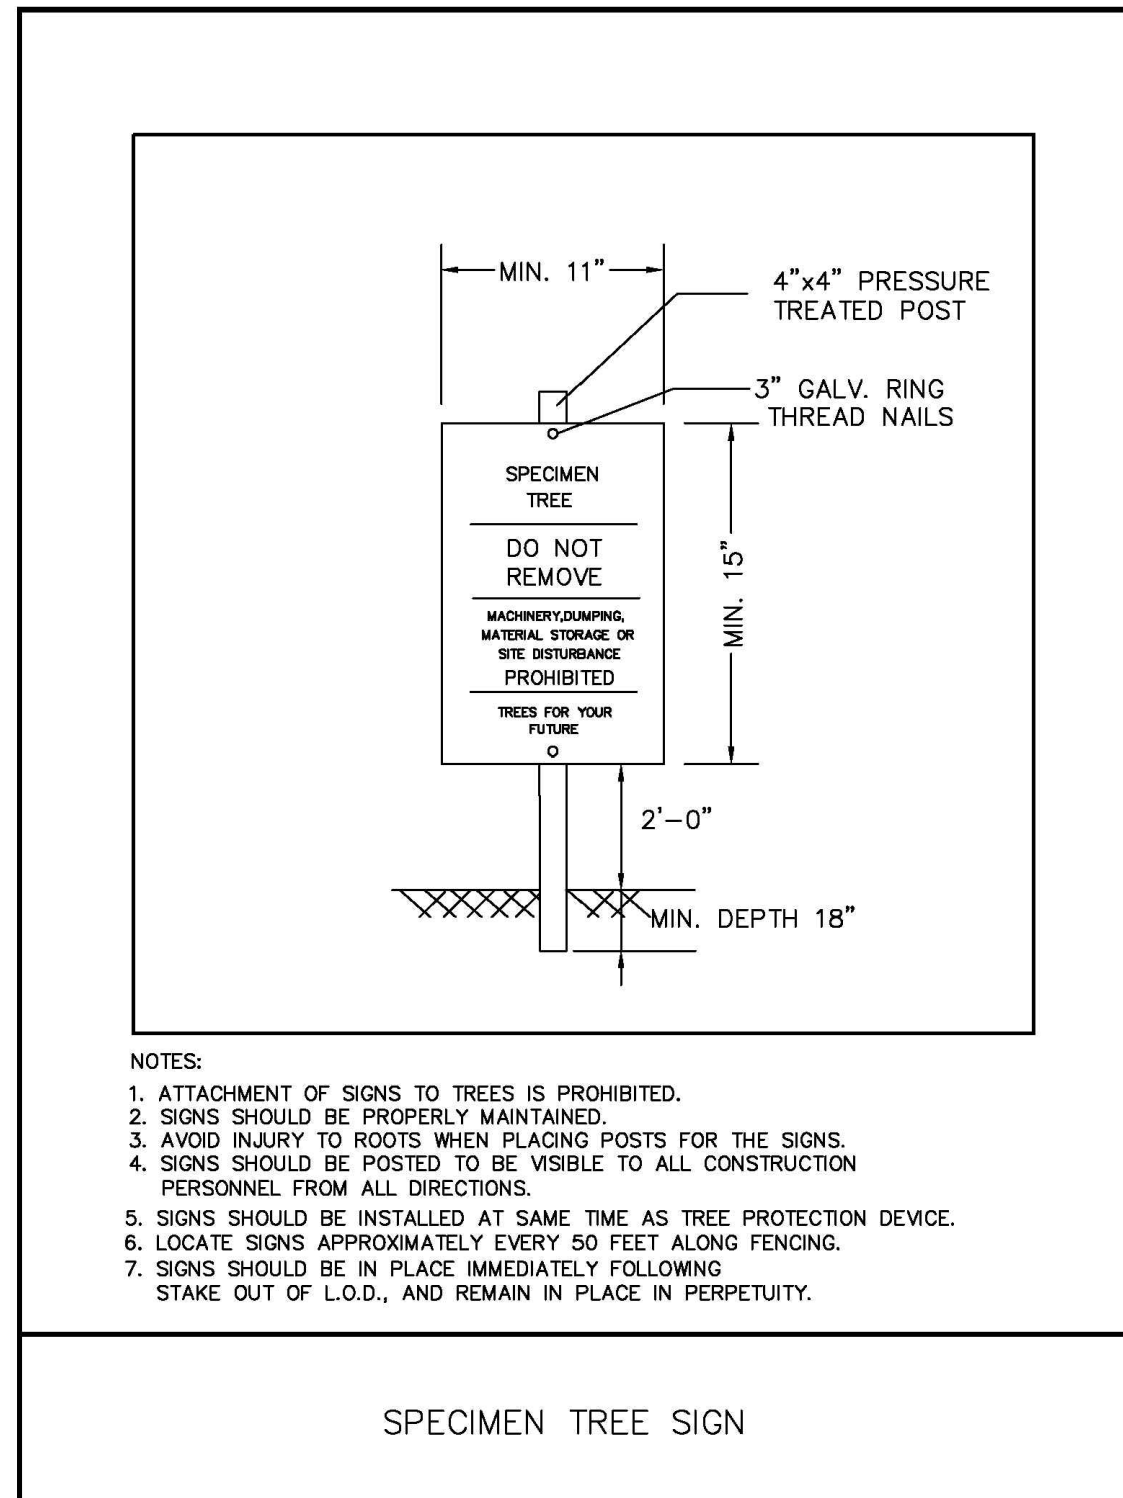 MIN. 11"
4"x4" PRESSURE
TREATED POST
3" GALV. RING
THREAD NAILS
SPECIMEN
TREE
DO NOT
REMOVE
MACHINERY,DUMPING,
MATERIAL STORAGE OR
SITE DISTURBANCE
PROHIBITED
TREES FOR YOUR
FUTURE
MIN. 15"
2'-0"
MIN. DEPTH 18"
NOTES:
1. ATTACHMENT OF SIGNS TO TREES IS PROHIBITED.
2. SIGNS SHOULD BE PROPERLY MAINTAINED.
3. AVOID INJURY TO ROOTS WHEN PLACING POSTS FOR THE SIGNS.
4. SIGNS SHOULD BE POSTED TO BE VISIBLE TO ALL CONSTRUCTION
PERSONNEL FROM ALL DIRECTIONS.
5. SIGNS SHOULD BE INSTALLED AT SAME TIME AS TREE PROTECTION DEVICE.
6. LOCATE SIGNS APPROXIMATELY EVERY 50 FEET ALONG FENCING.
7. SIGNS SHOULD BE IN PLACE IMMEDIATELY FOLLOWING
STAKE OUT OF L.O.D., AND REMAIN IN PLACE IN PERPETUITY.
SPECIMEN TREE SIGN